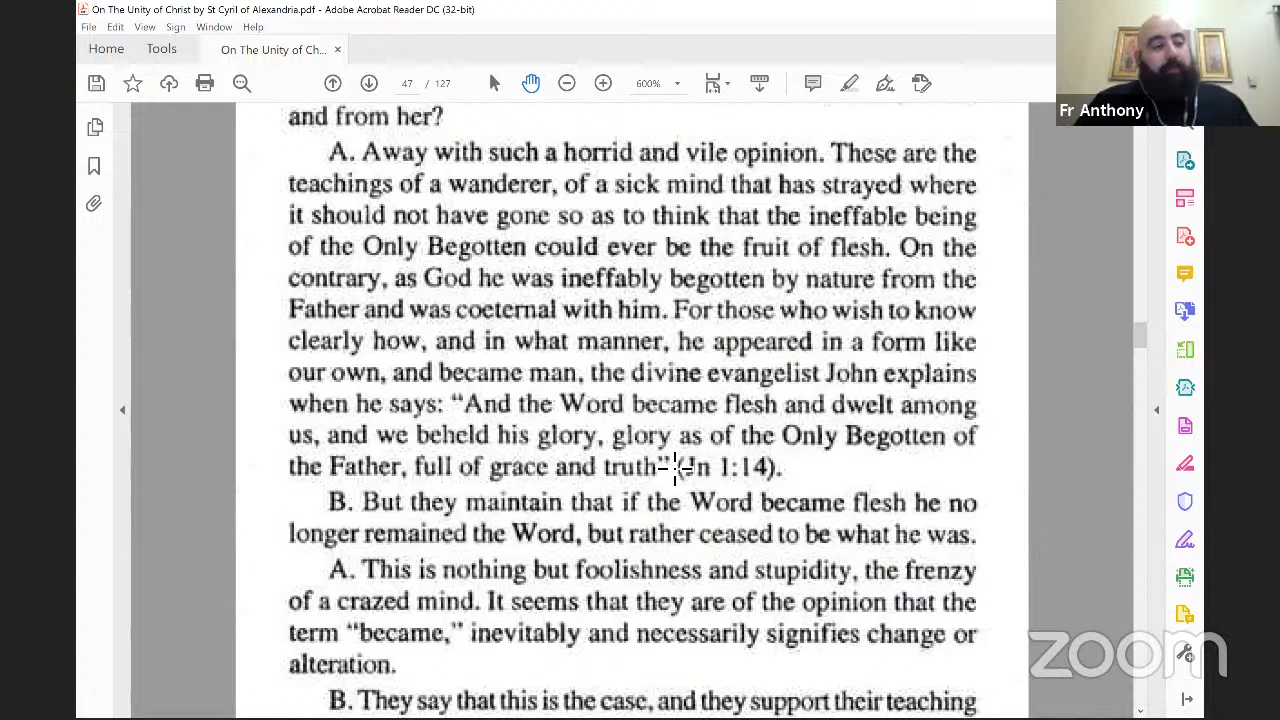 On The Unity of Christ by St Cyril of Alexandria.pdf - Adobe Acrobat Reader DC (32-bit)
File Edit View Sign Window Help
Home Tools On The Unity of Ch... ×
47 / 127 600%
Fr Anthony
and from her?
A. Away with such a horrid and vile opinion. These are the
teachings of a wanderer, of a sick mind that has strayed where
it should not have gone so as to think that the ineffable being
of the Only Begotten could ever be the fruit of flesh. On the
contrary, as God he was ineffably begotten by nature from the
Father and was coeternal with him. For those who wish to know
clearly how, and in what manner, he appeared in a form like
our own, and became man, the divine evangelist John explains
when he says: “And the Word became flesh and dwelt among
us, and we beheld his glory, glory as of the Only Begotten of
the Father, full of grace and truth” (Jn 1:14).
B. But they maintain that if the Word became flesh he no
longer remained the Word, but rather ceased to be what he was.
A. This is nothing but foolishness and stupidity, the frenzy
of a crazed mind. It seems that they are of the opinion that the
term “became,” inevitably and necessarily signifies change or
alteration.
B. They say that this is the case, and they support their teaching
zoom